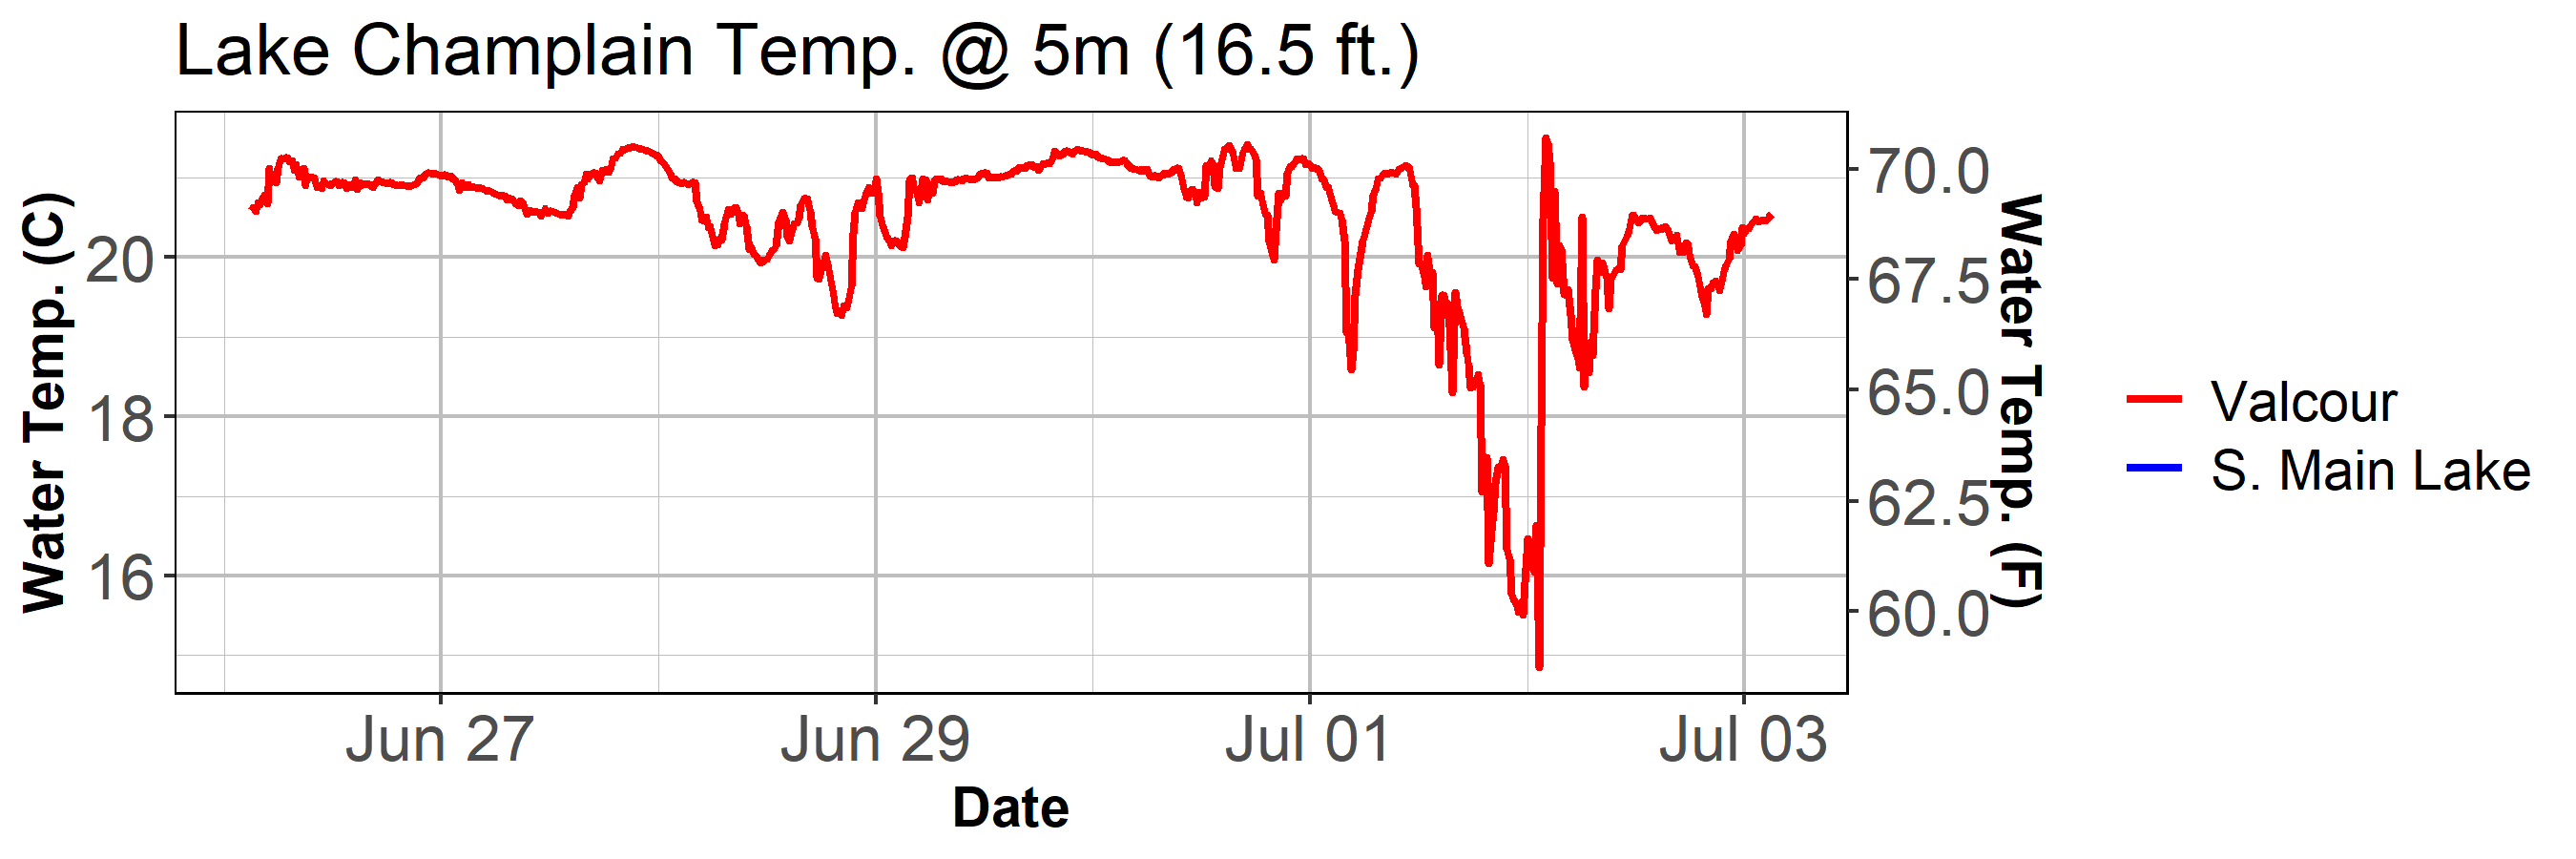 Lake Champlain Temp. @ 5m (16.5 ft.)
Water Temp. (C)
20
18
16
70.0
67.5
65.0
62.5
60.0
Water Temp. (F)
Jun 27
Jun 29
Jul 01
Jul 03
Date
Valcour
S. Main Lake